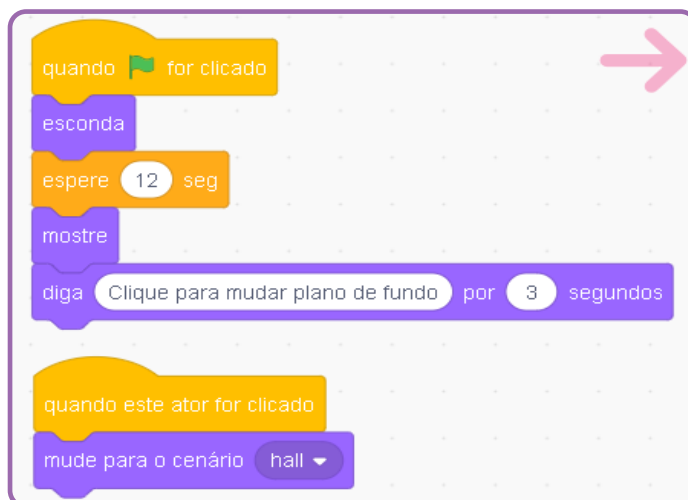 quando for clicado
esconda
espere 12 seg
mostre
diga Clique para mudar plano de fundo por 3 segundos
quando este ator for clicado
mude para o cenário hall